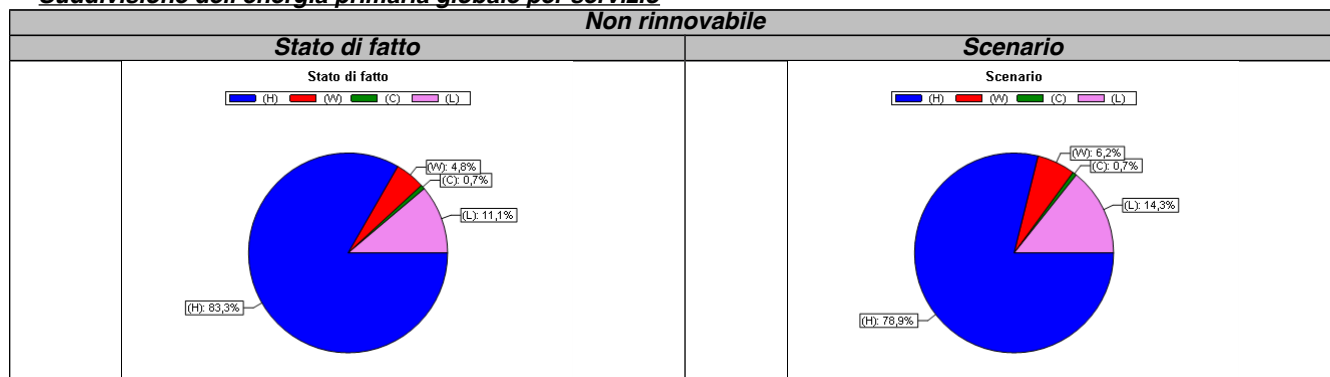 Suddivisione dell'energia primaria globale per servizio
Non rinnovabile
Stato di fatto
Scenario
Stato di fatto
(H) (W) (C) (L)
(W): 4,8%
(C): 0,7%
(L): 11,1%
(H): 83,3%
Scenario
(H) (W) (C) (L)
(W): 6,2%
(C): 0,7%
(L): 14,3%
(H): 78,9%